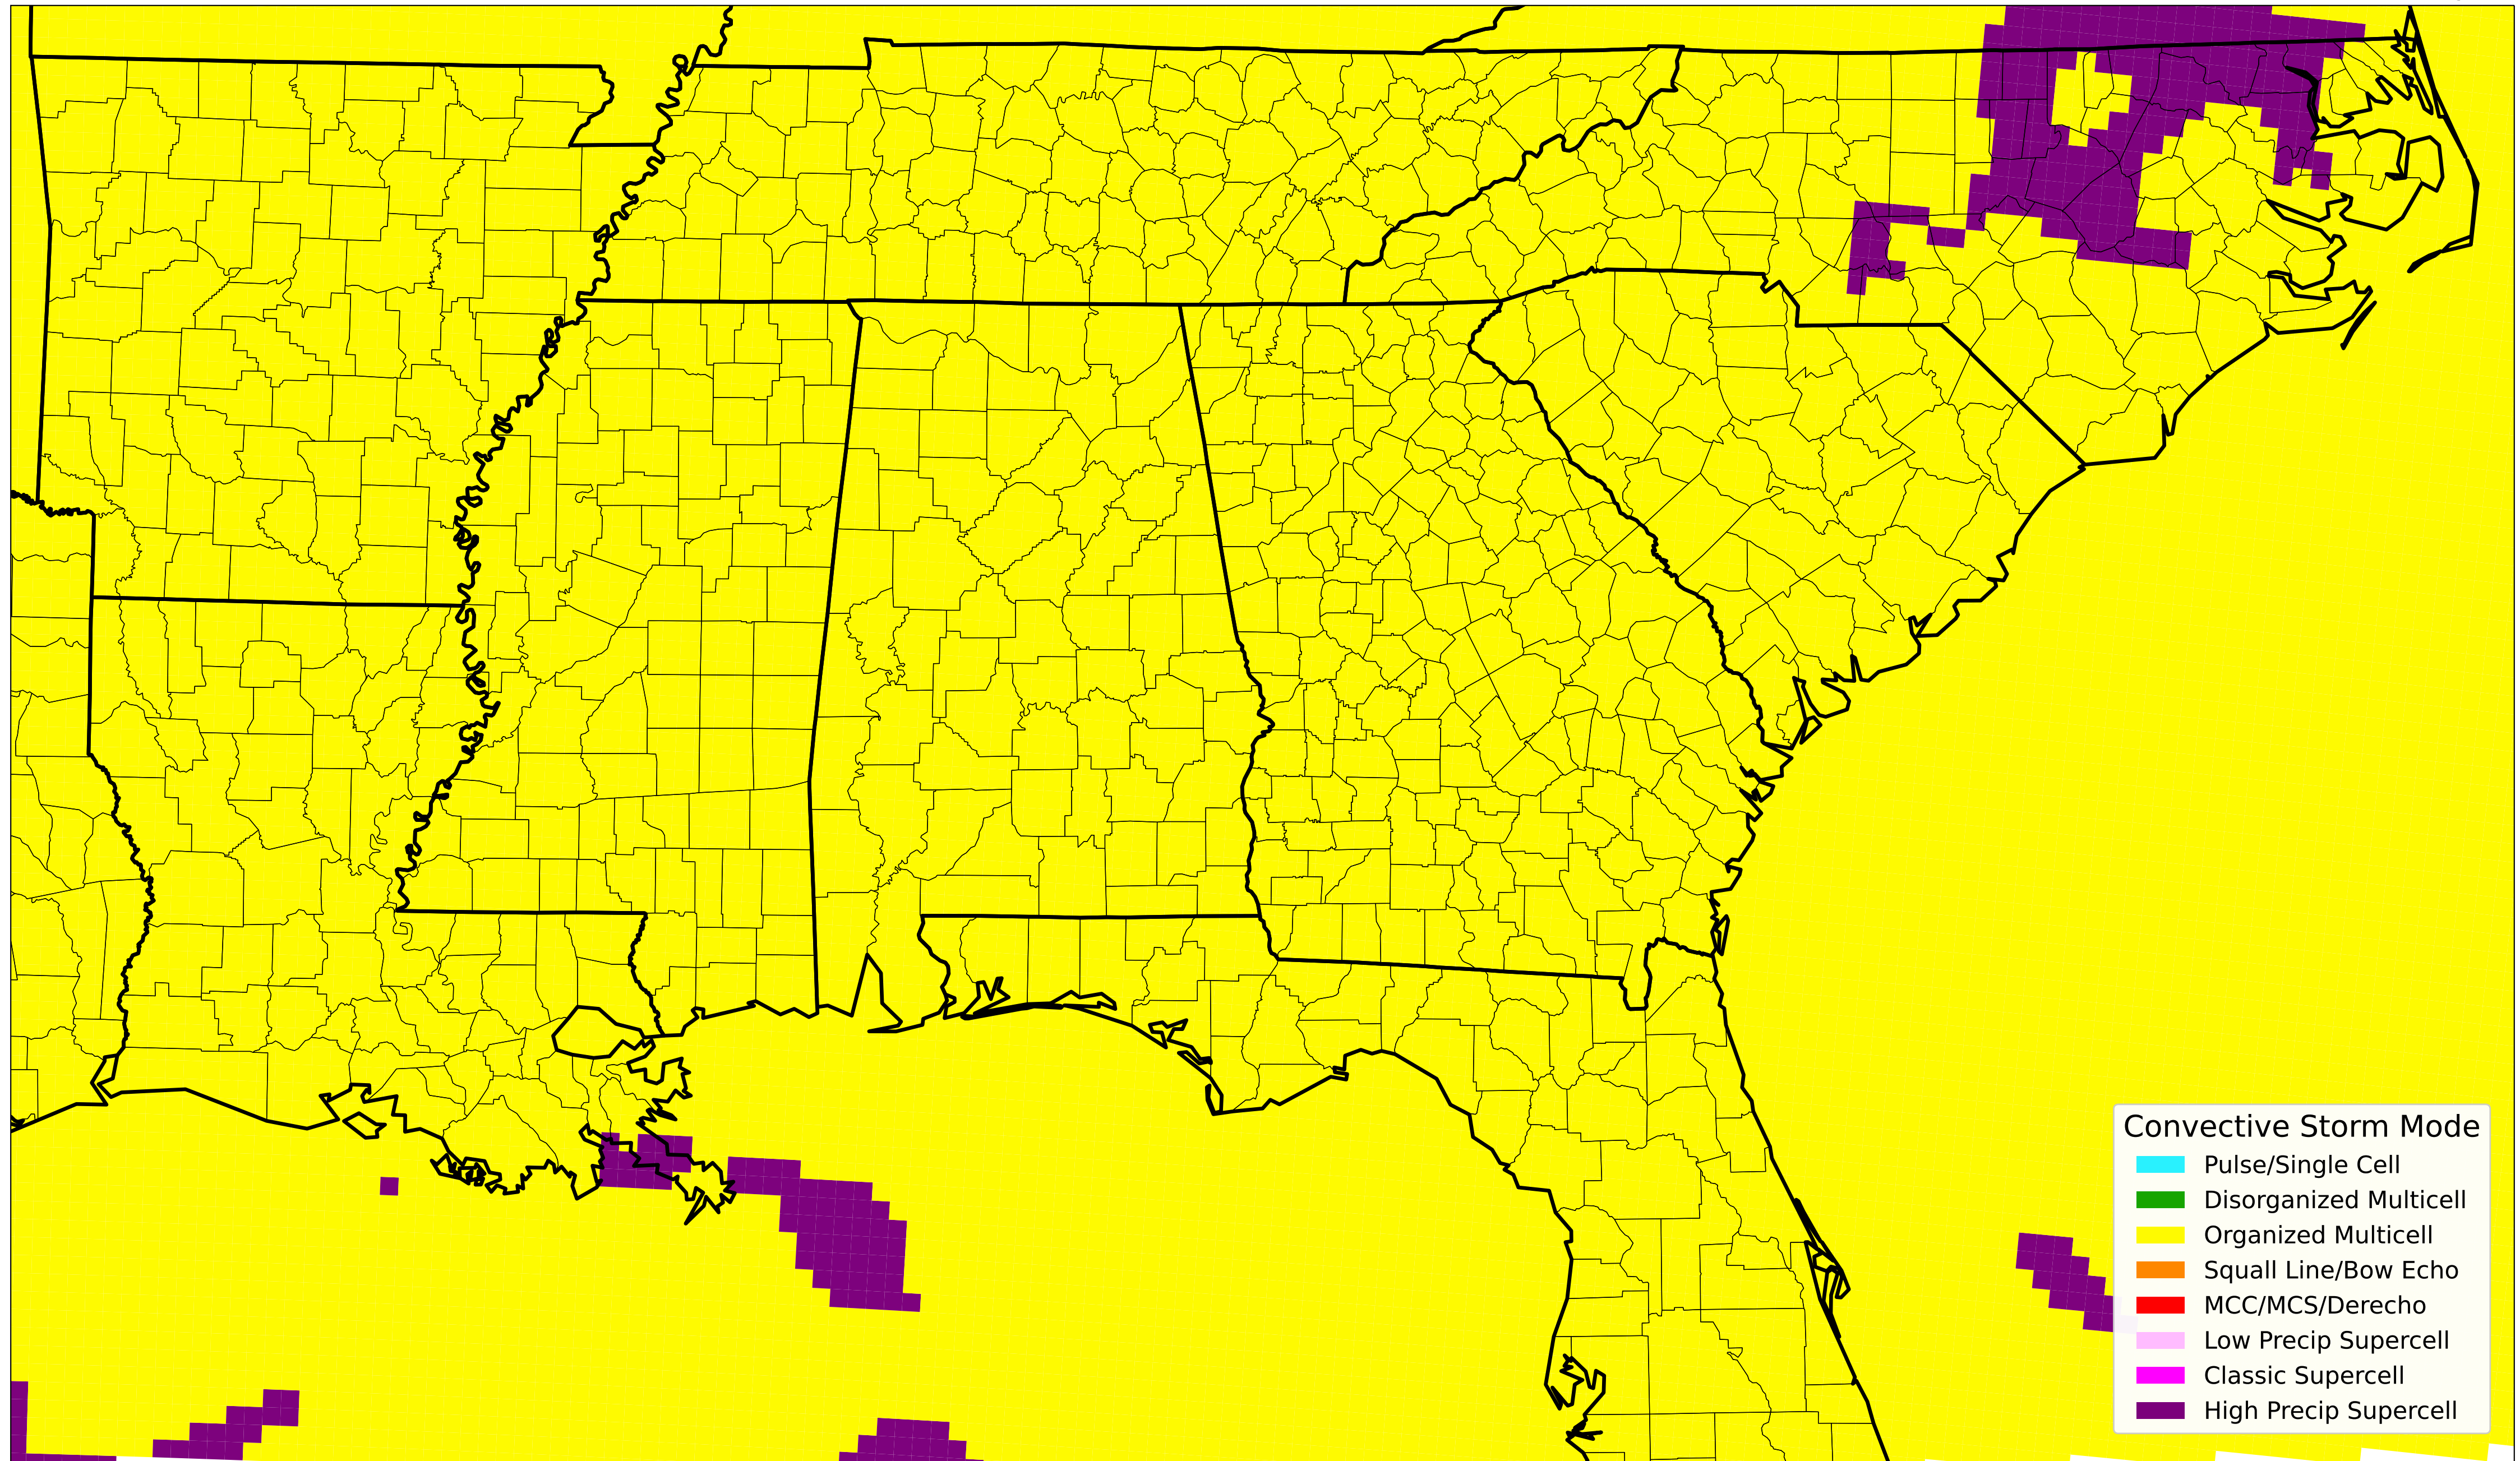 Convective Storm Mode
Pulse/Single Cell
Disorganized Multicell
Organized Multicell
Squall Line/Bow Echo
MCC/MCS/Derecho
Low Precip Supercell
Classic Supercell
High Precip Supercell